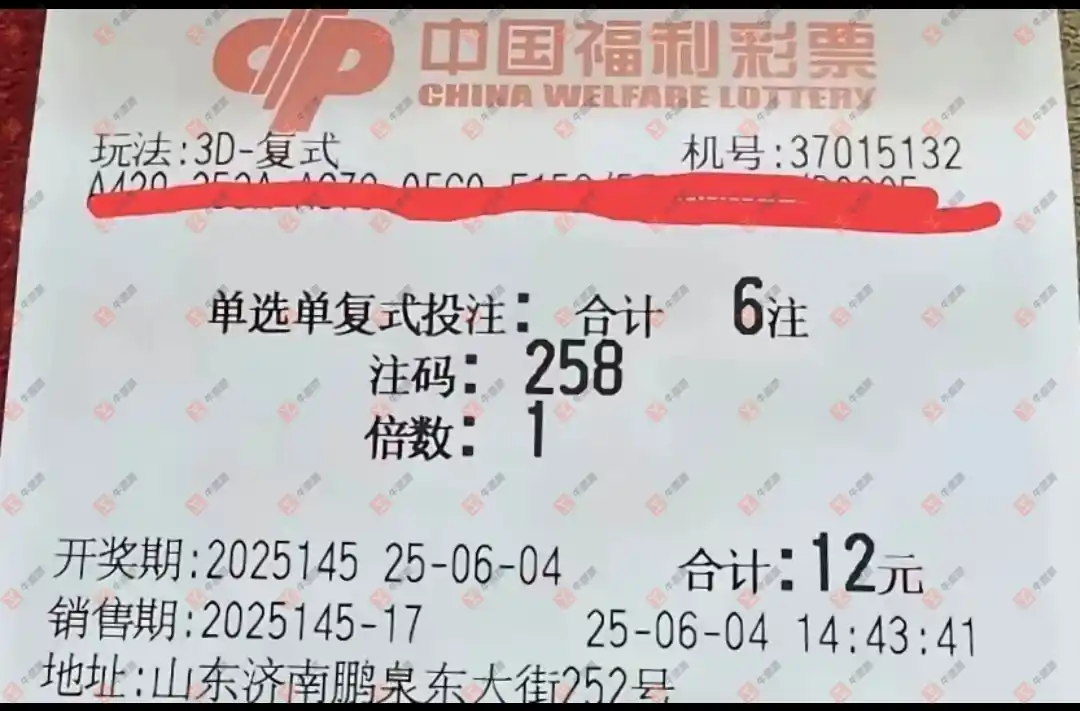 中国福利彩票
CHINA WELFARE LOTTERY
玩法:3D-复式 机号:37015132
单选单复式投注: 合计 6注
注码: 258
倍数: 1
开奖期:2025145 25-06-04 合计:12元
销售期:2025145-17 25-06-04 14:43:41
地址:山东济南鹏泉东大街252号